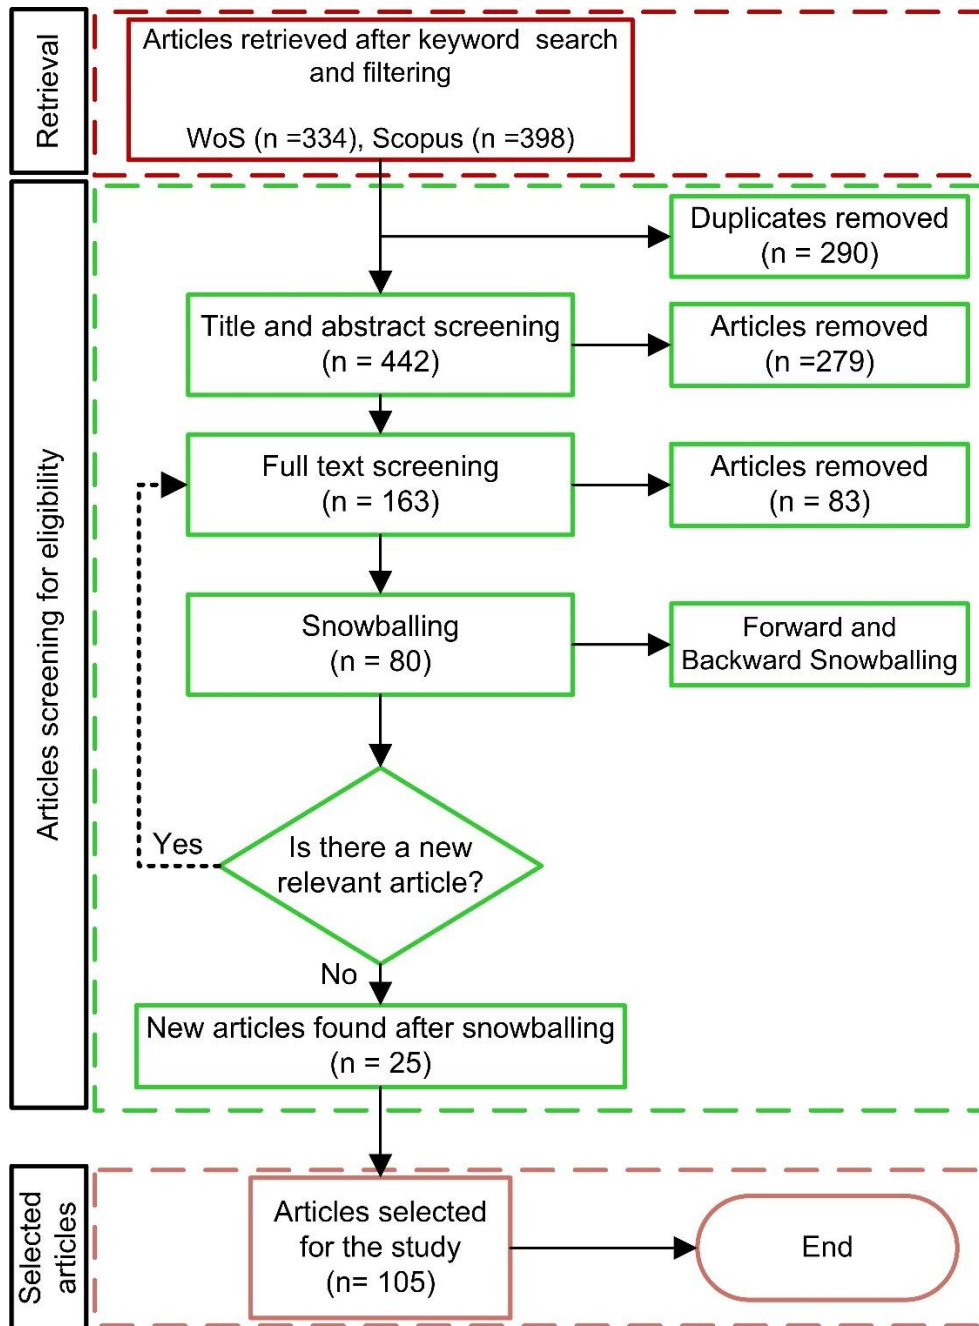 Retrieval
Articles retrieved after keyword search
and filtering
WoS (n =334), Scopus (n =398)
Articles screening for eligibility
Duplicates removed
(n = 290)
Title and abstract screening
(n = 442)
Articles removed
(n =279)
Full text screening
(n = 163)
Articles removed
(n = 83)
Snowballing
(n = 80)
Forward and
Backward Snowballing
Is there a new
relevant article?
Yes
No
New articles found after snowballing
(n = 25)
Selected
articles
Articles selected
for the study
(n= 105)
End